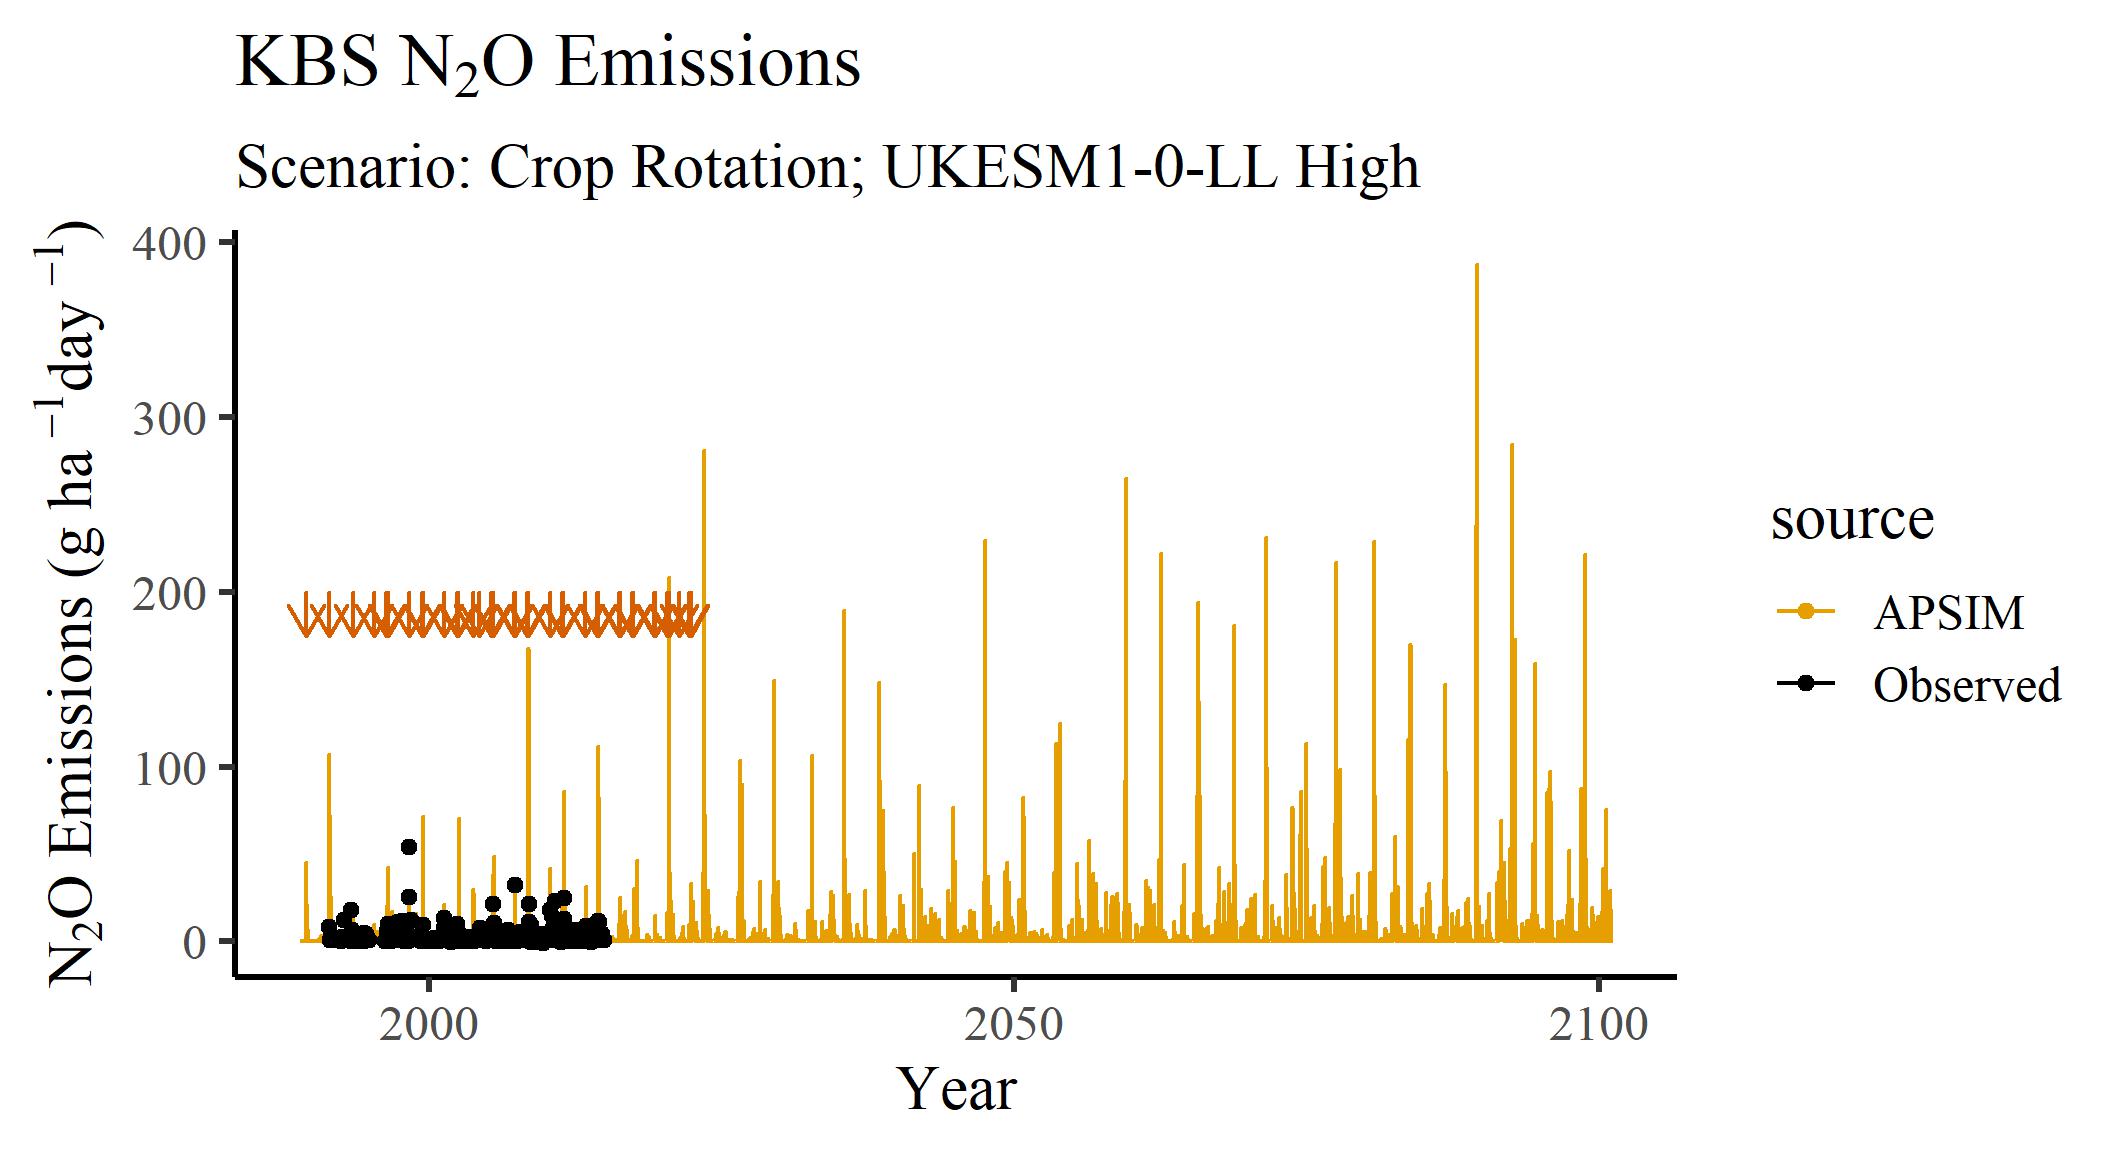 KBS N₂O Emissions
Scenario: Crop Rotation; UKESM1-0-LL High
N₂O Emissions (g ha ⁻¹day ⁻¹)
400
300
200
100
0
2000
2050
2100
Year
source
APSIM
Observed